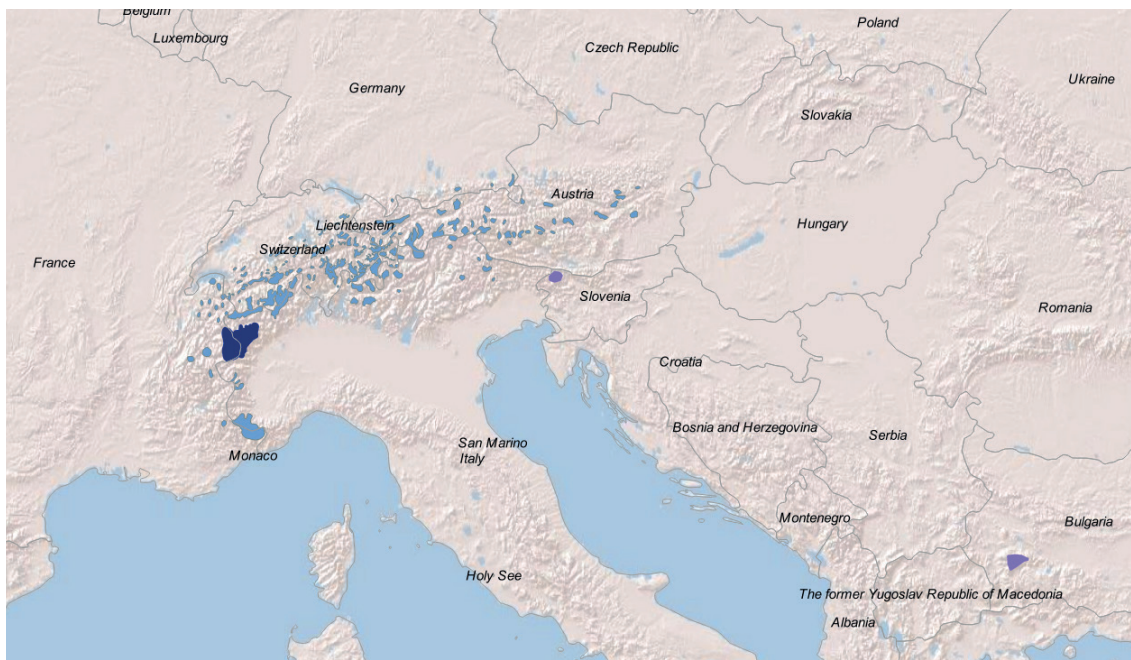 Belgium
Luxembourg
Poland
Czech Republic
Ukraine
Germany
Slovakia
Austria
Liechtenstein
Hungary
Switzerland
France
Slovenia
Romania
Croatia
Bosnia and Herzegovina
Serbia
San Marino
Italy
Monaco
Montenegro
Bulgaria
Holy See
The former Yugoslav Republic of Macedonia
Albania